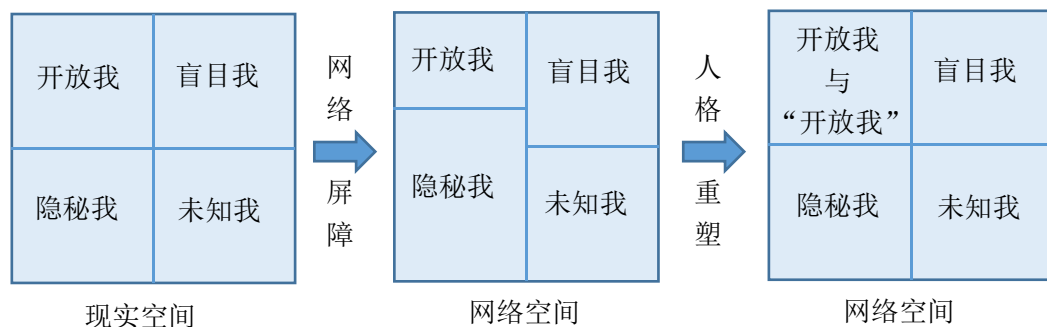 开放我
盲目我
隐秘我
未知我
现实空间
网络
屏障
开放我
盲目我
隐秘我
未知我
网络空间
人格
重塑
开放我
与
“开放我”
盲目我
隐秘我
未知我
网络空间